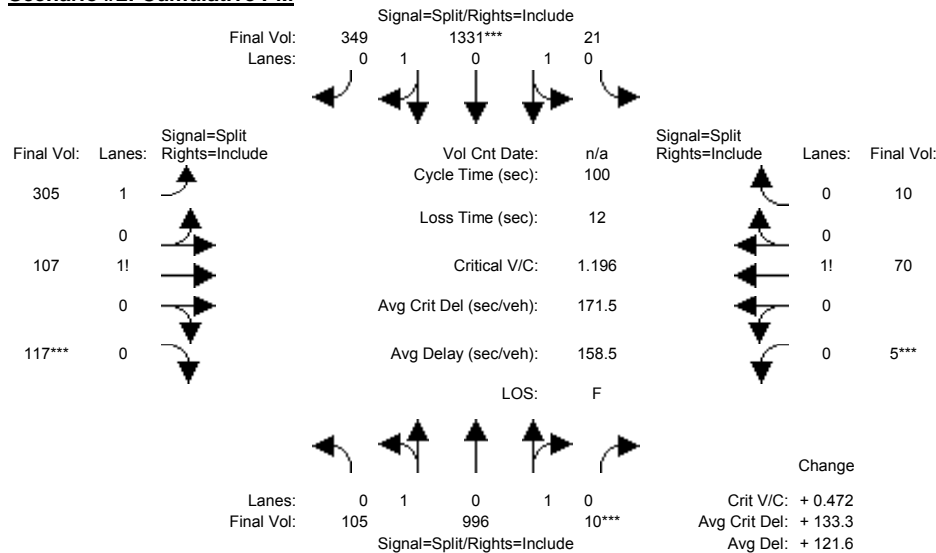 Scenario #2: Cumulative PM
Signal=Split/Rights=Include
Final Vol: 349 1331*** 21
Lanes: 0 1 0 1 0
Signal=Split
Final Vol: Lanes: Rights=Include
305 1
0
107 1!
0
117*** 0
Vol Cnt Date: n/a
Cycle Time (sec): 100
Loss Time (sec): 12
Critical V/C: 1.196
Avg Crit Del (sec/veh): 171.5
Avg Delay (sec/veh): 158.5
LOS: F
Signal=Split
Rights=Include Lanes: Final Vol:
0 10
0
1! 70
0
0 5***
Lanes: 0 1 0 1 0
Final Vol: 105 996 10***
Signal=Split/Rights=Include
Change
Crit V/C: + 0.472
Avg Crit Del: + 133.3
Avg Del: + 121.6